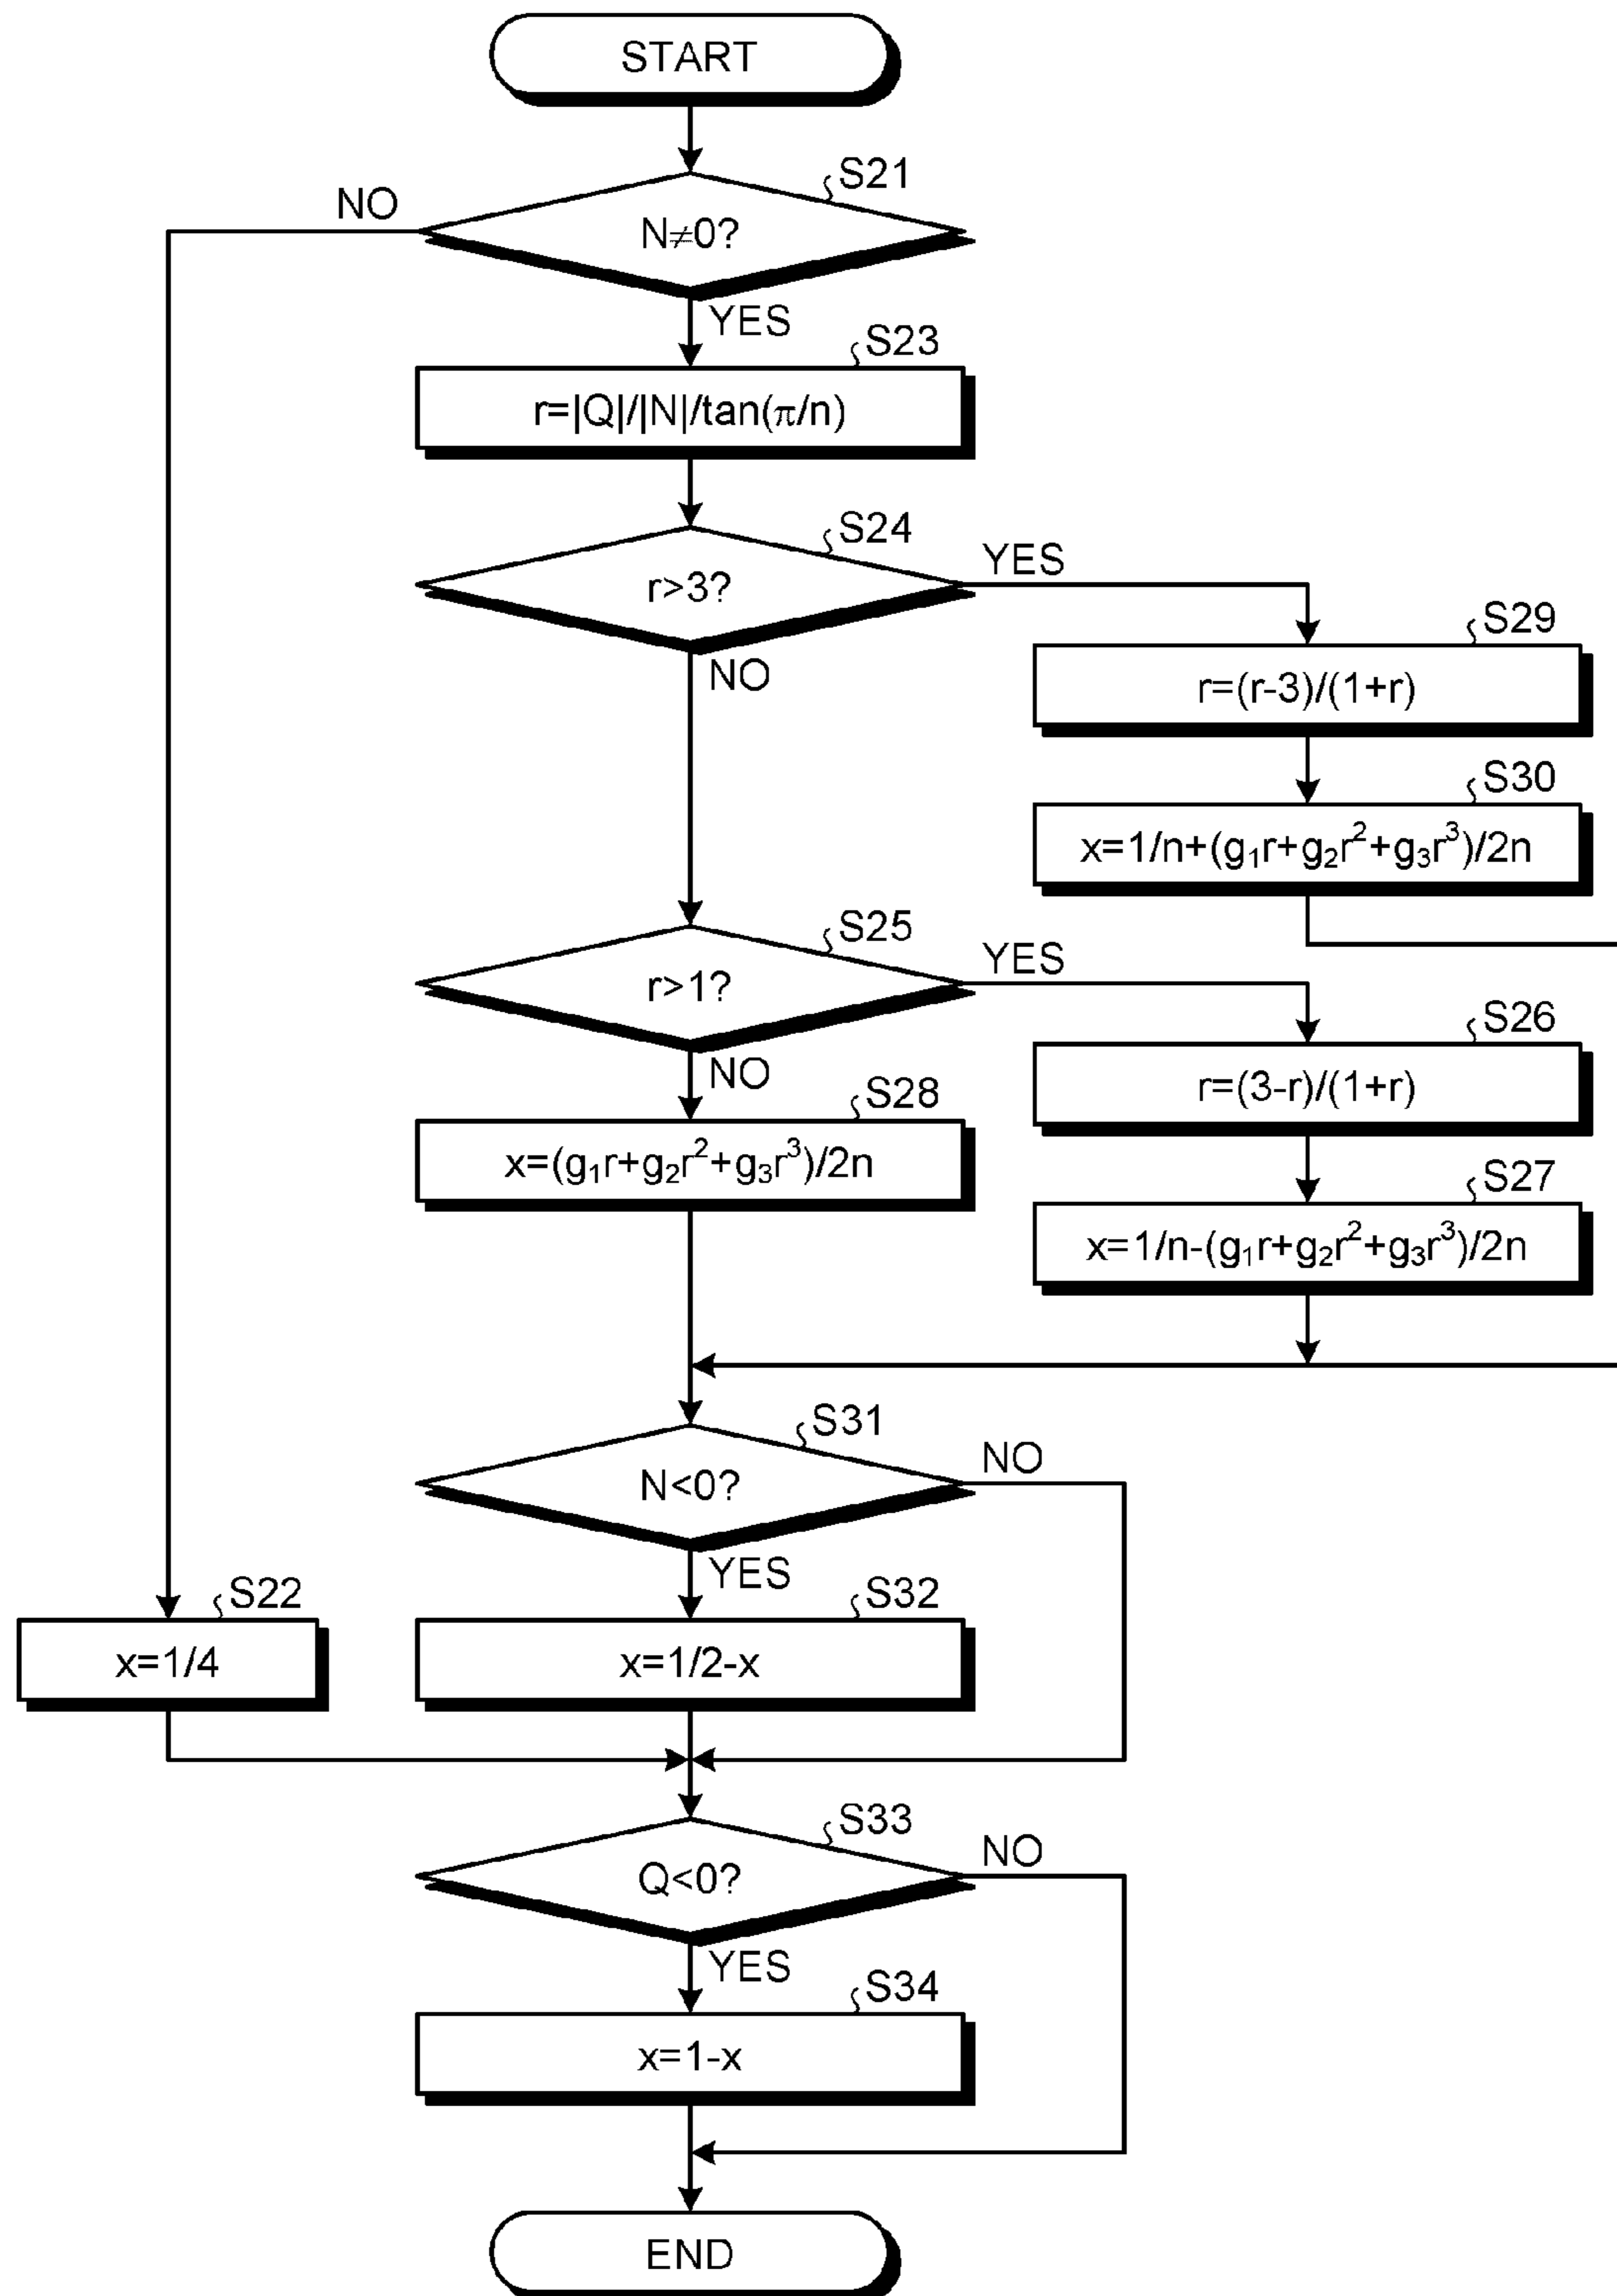 START
S21
NO
N≠0?
YES
S23
r=|Q|/|N|/tan(π/n)
S24
YES
r>3?
NO
S29
r=(r-3)/(1+r)
S30
x=1/n+(g₁r+g₂r²+g₃r³)/2n
S25
YES
r>1?
NO
S26
r=(3-r)/(1+r)
S28
x=(g₁r+g₂r²+g₃r³)/2n
S27
x=1/n-(g₁r+g₂r²+g₃r³)/2n
S31
NO
N<0?
YES
S22
x=1/4
S32
x=1/2-x
S33
NO
Q<0?
YES
S34
x=1-x
END